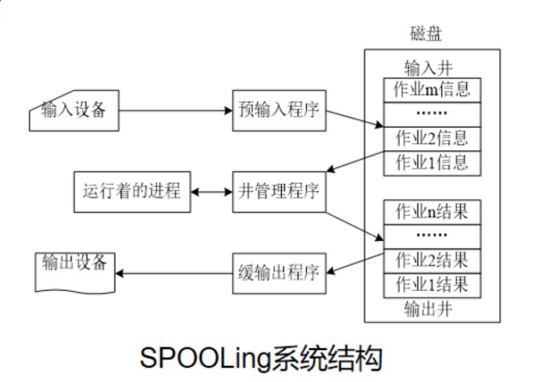 磁盘
输入井
作业m信息
······
作业2信息
作业1信息
输入设备
预输入程序
运行着的进程
井管理程序
作业n结果
······
作业2结果
作业1结果
输出井
输出设备
缓输出程序
SPOOLing系统结构